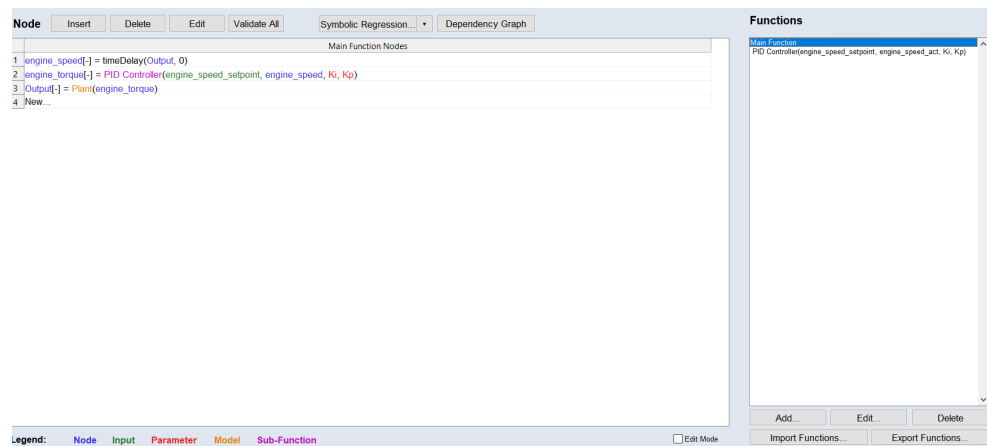 Node Insert Delete Edit Validate All Symbolic Regression... Dependency Graph
Main Function Nodes
1 engine_speed[-] = timeDelay(Output, 0)
2 engine_torque[-] = PID Controller(engine_speed_setpoint, engine_speed, Ki, Kp)
3 Output[-] = Plant(engine_torque)
4 New...
Legend: Node Input Parameter Model Sub-Function Edit Mode
Functions
Main Function
PID Controller(engine_speed_setpoint, engine_speed_act, Ki, Kp)
Add... Edit... Delete
Import Functions... Export Functions...